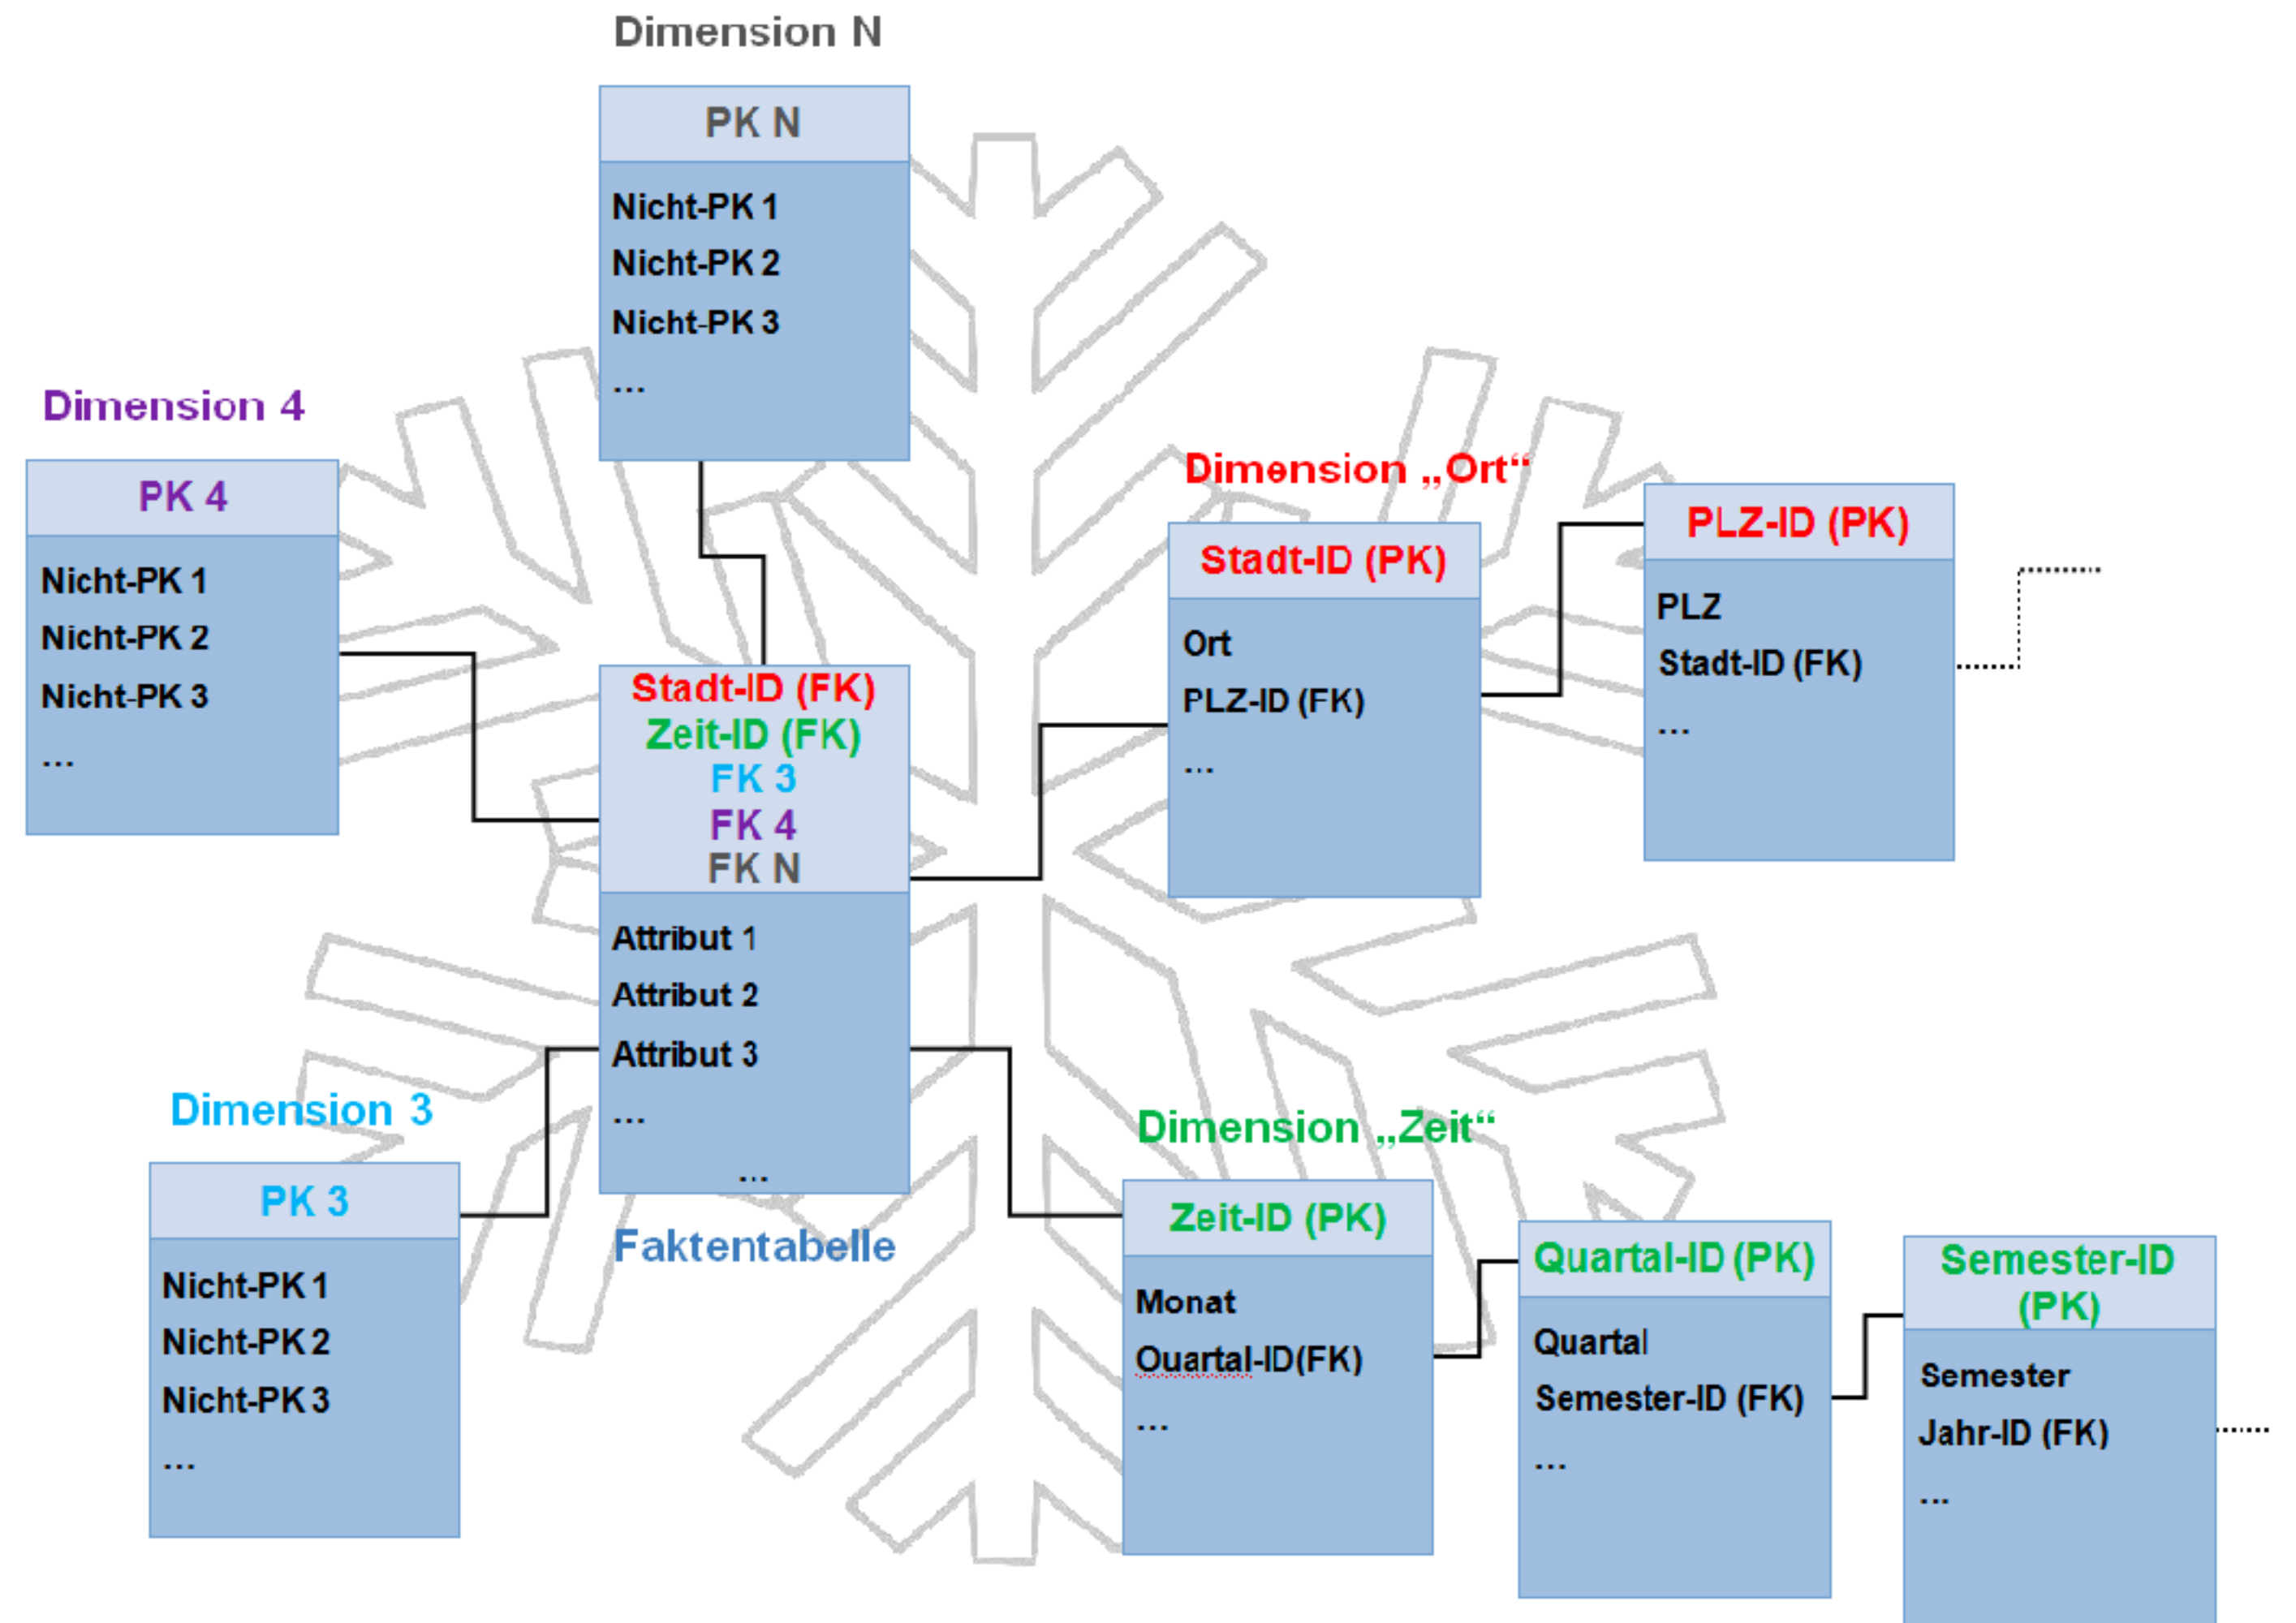 Dimension N
PK N
Nicht-PK 1
Nicht-PK 2
Nicht-PK 3
...
Dimension 4
PK 4
Nicht-PK 1
Nicht-PK 2
Nicht-PK 3
...
Stadt-ID (FK)
Zeit-ID (FK)
FK 3
FK 4
FK N
Attribut 1
Attribut 2
Attribut 3
...
...
Faktentabelle
Dimension „Ort“
Stadt-ID (PK)
Ort
PLZ-ID (FK)
...
PLZ-ID (PK)
PLZ
Stadt-ID (FK)
...
Dimension 3
PK 3
Nicht-PK 1
Nicht-PK 2
Nicht-PK 3
...
Dimension „Zeit“
Zeit-ID (PK)
Monat
Ouartal-ID(FK)
...
Quartal-ID (PK)
Quartal
Semester-ID (FK)
...
Semester-ID
(PK)
Semester
Jahr-ID (FK)
...